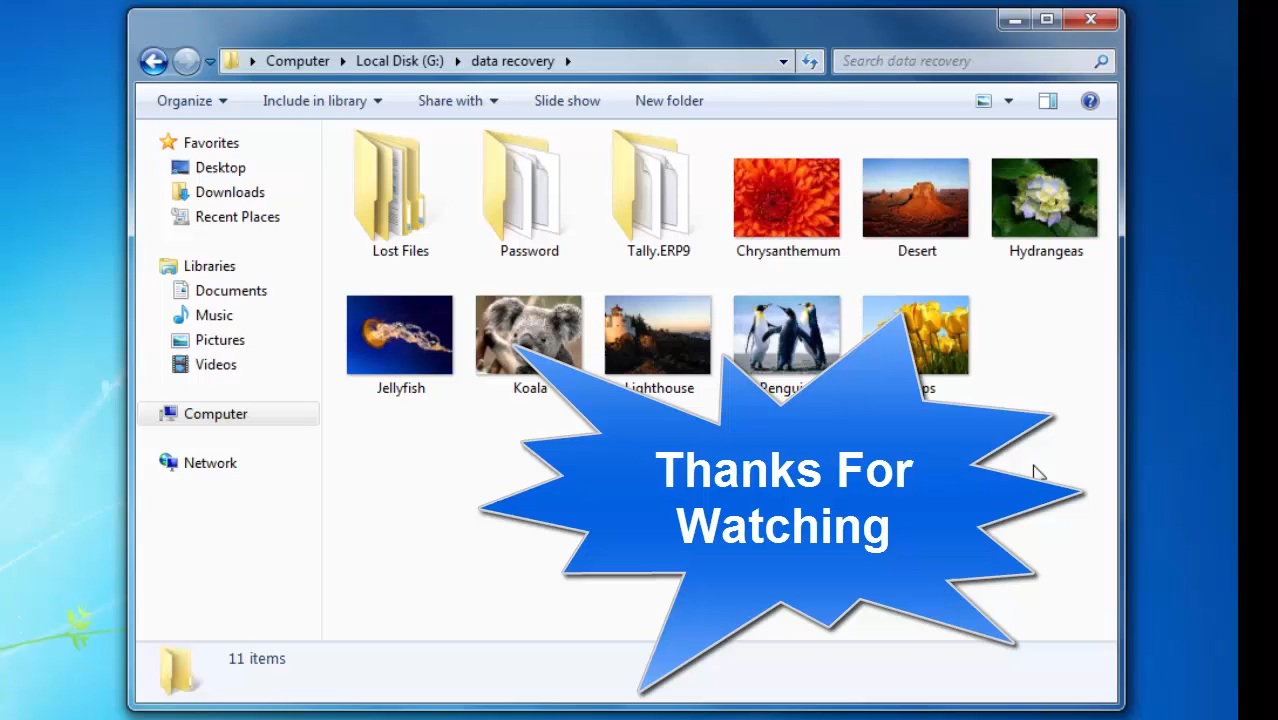 Computer
Local Disk (G:)
data recovery
Search data recovery
Organize
Include in library
Share with
Slide show
New folder
Favorites
Desktop
Downloads
Recent Places
Libraries
Documents
Music
Pictures
Videos
Computer
Network
Lost Files
Password
Tally.ERP9
Chrysanthemum
Desert
Hydrangeas
Jellyfish
Koala
Lighthouse
Thanks For
Watching
11 items